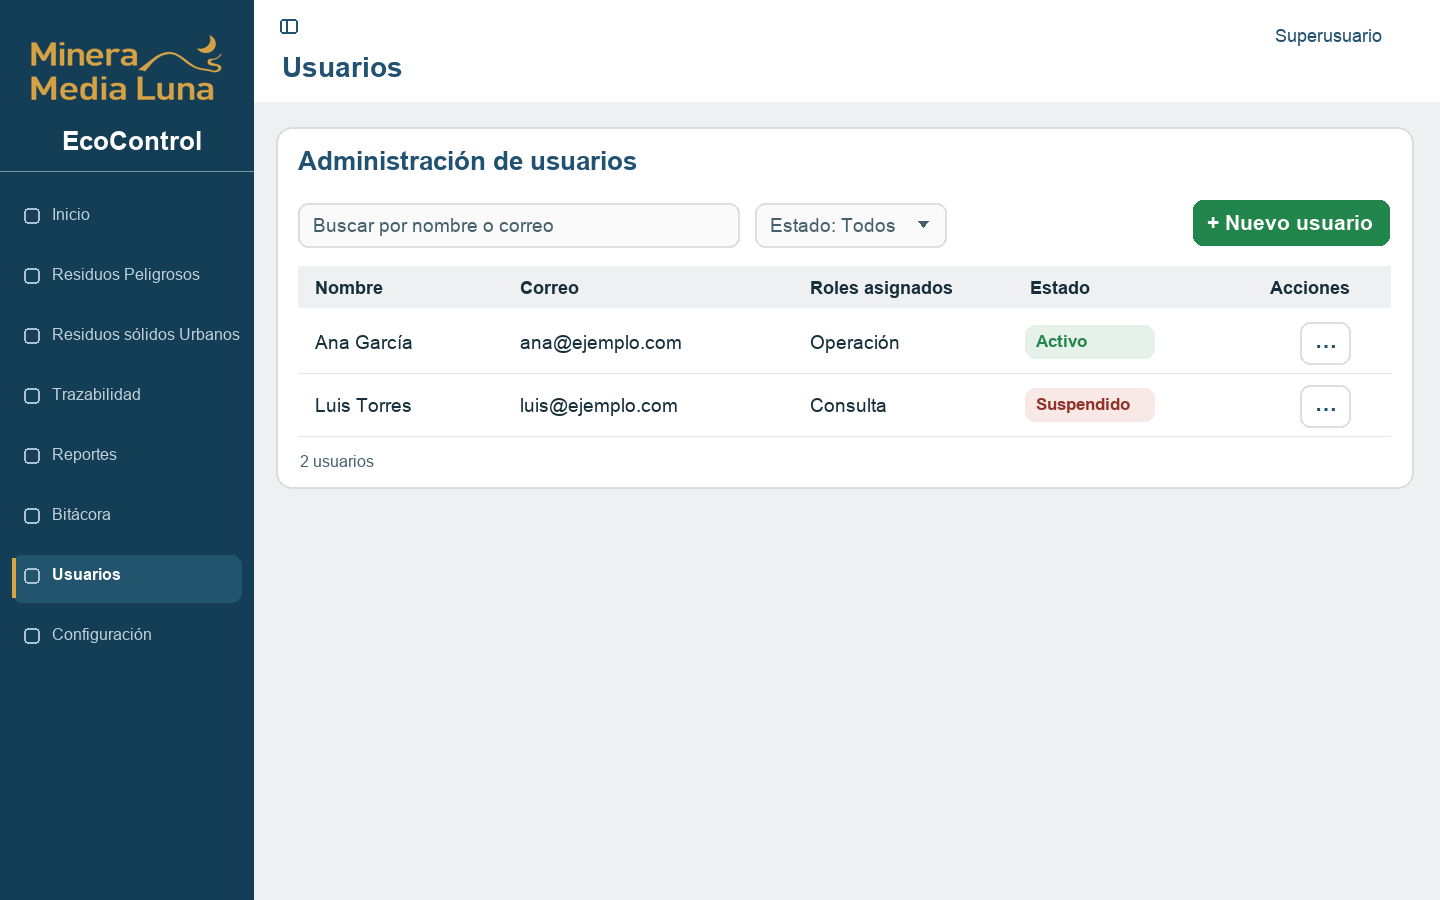 Minera
Media Luna
EcoControl
Inicio
Residuos Peligrosos
Residuos sólidos Urbanos
Trazabilidad
Reportes
Bitácora
Usuarios
Configuración
Superusuario
Usuarios
Administración de usuarios
Buscar por nombre o correo
Estado: Todos
+ Nuevo usuario
Nombre Correo Roles asignados Estado Acciones
Ana García ana@ejemplo.com Operación Activo ...
Luis Torres luis@ejemplo.com Consulta Suspendido ...
2 usuarios